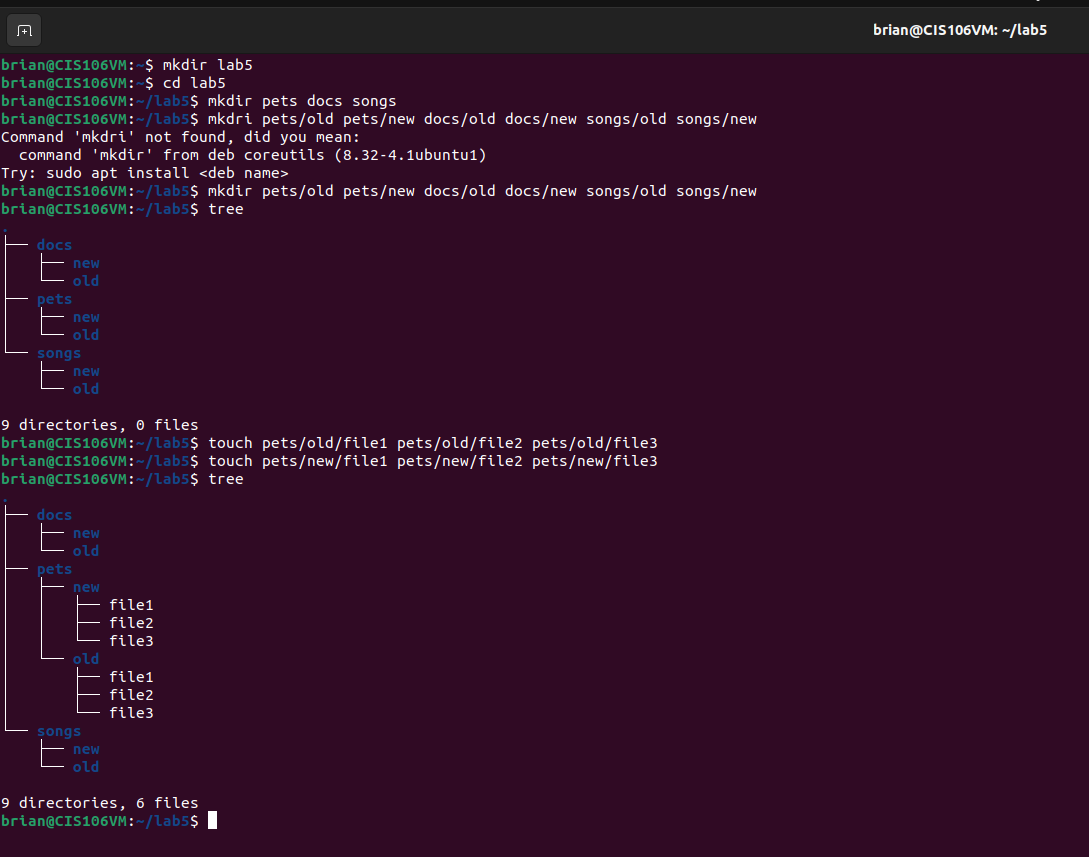 brian@CIS106VM: ~/lab5
brian@CIS106VM:~$ mkdir lab5
brian@CIS106VM:~$ cd lab5
brian@CIS106VM:~/lab5$ mkdir pets docs songs
brian@CIS106VM:~/lab5$ mkdri pets/old pets/new docs/old docs/new songs/old songs/new
Command 'mkdri' not found, did you mean:
  command 'mkdir' from deb coreutils (8.32-4.1ubuntu1)
Try: sudo apt install <deb name>
brian@CIS106VM:~/lab5$ mkdir pets/old pets/new docs/old docs/new songs/old songs/new
brian@CIS106VM:~/lab5$ tree
.
├── docs
│   ├── new
│   └── old
├── pets
│   ├── new
│   └── old
└── songs
    ├── new
    └── old
9 directories, 0 files
brian@CIS106VM:~/lab5$ touch pets/old/file1 pets/old/file2 pets/old/file3
brian@CIS106VM:~/lab5$ touch pets/new/file1 pets/new/file2 pets/new/file3
brian@CIS106VM:~/lab5$ tree
.
├── docs
│   ├── new
│   └── old
├── pets
│   ├── new
│   │   ├── file1
│   │   ├── file2
│   │   └── file3
│   └── old
│       ├── file1
│       ├── file2
│       └── file3
└── songs
    ├── new
    └── old
9 directories, 6 files
brian@CIS106VM:~/lab5$